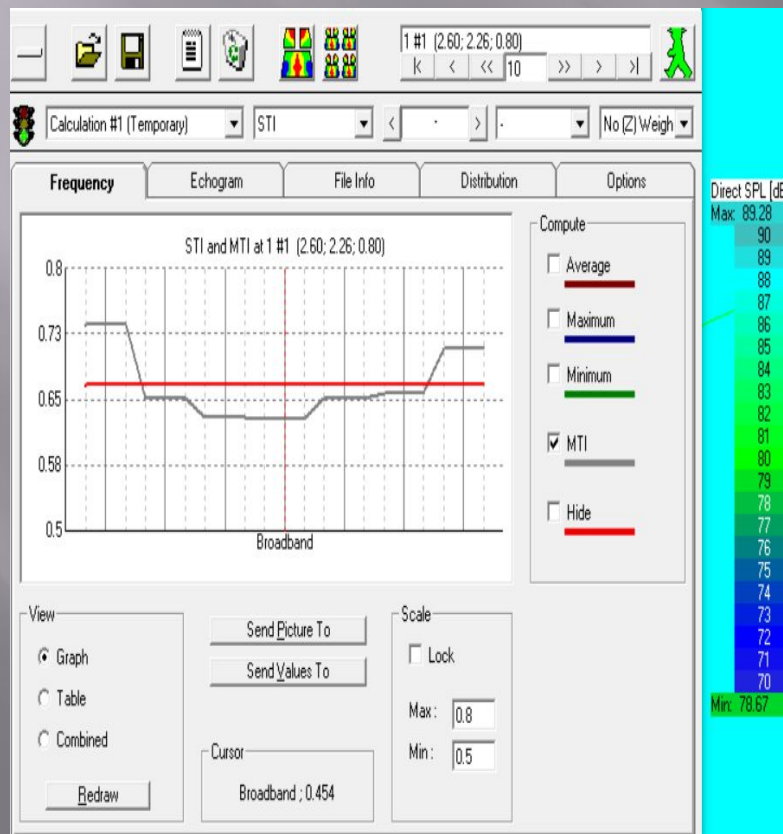 1 #1 (2.60; 2.26; 0.80)
10
Calculation #1 (Temporary)
STI
No (Z) Weigh
Frequency
Echogram
File Info
Distribution
Options
STI and MTI at 1 #1 (2.60; 2.26; 0.80)
0.8
0.73
0.65
0.58
0.5
Broadband
Compute
Average
Maximum
Minimum
MTI
Hide
View
Graph
Table
Combined
Redraw
Send Picture To
Send Values To
Cursor
Broadband ; 0.454
Scale
Lock
Max : 0.8
Min : 0.5
Direct SPL [dB
Max: 89.28
90
89
88
87
86
85
84
83
82
81
80
79
78
77
76
75
74
73
72
71
70
Min: 78.67